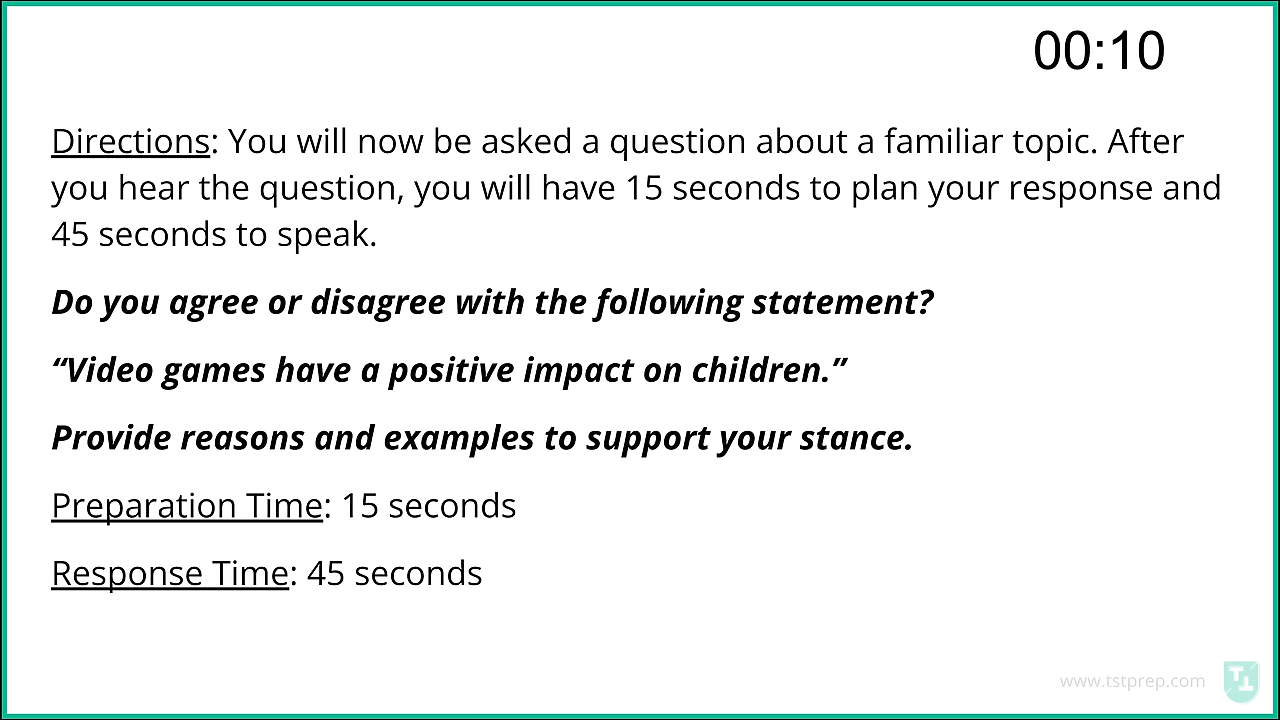 00:10
Directions: You will now be asked a question about a familiar topic. After
you hear the question, you will have 15 seconds to plan your response and
45 seconds to speak.
Do you agree or disagree with the following statement?
“Video games have a positive impact on children.”
Provide reasons and examples to support your stance.
Preparation Time: 15 seconds
Response Time: 45 seconds
www.tstprep.com